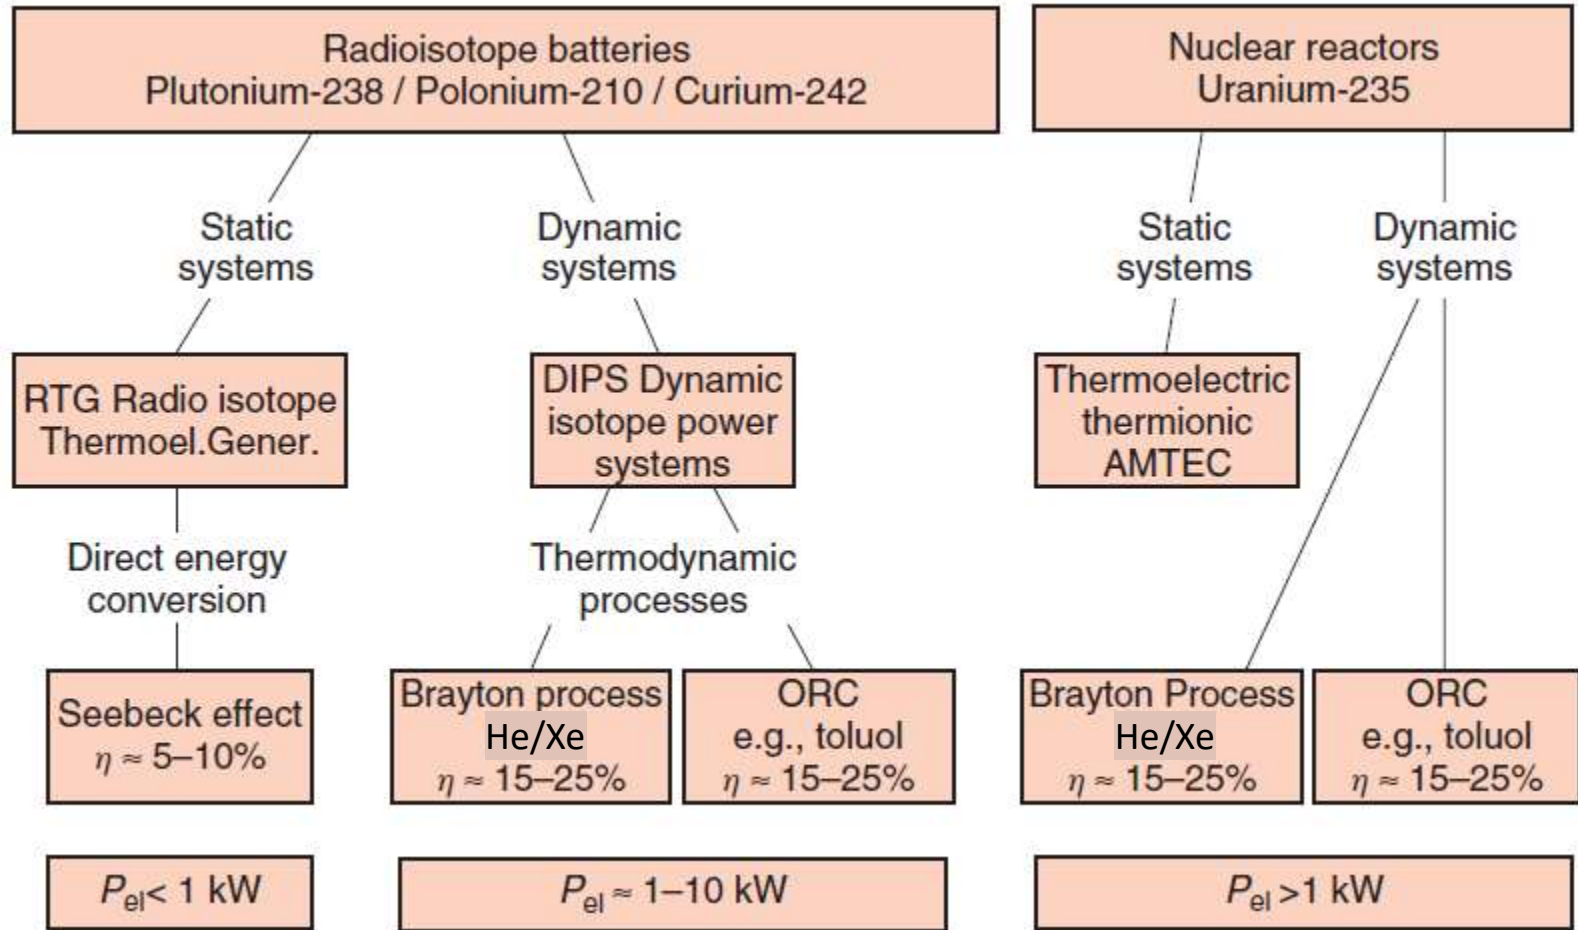 Radioisotope batteries
Plutonium-238 / Polonium-210 / Curium-242
Nuclear reactors
Uranium-235
Static
systems
Dynamic
systems
Static
systems
Dynamic
systems
RTG Radio isotope
Thermoel.Gener.
DIPS Dynamic
isotope power
systems
Thermoelectric
thermionic
AMTEC
Direct energy
conversion
Thermodynamic
processes
Seebeck effect
η ≈ 5–10%
Brayton process
He/Xe
η ≈ 15–25%
ORC
e.g., toluol
η ≈ 15–25%
Brayton Process
He/Xe
η ≈ 15–25%
ORC
e.g., toluol
η ≈ 15–25%
Pel< 1 kW
Pel ≈ 1–10 kW
Pel >1 kW